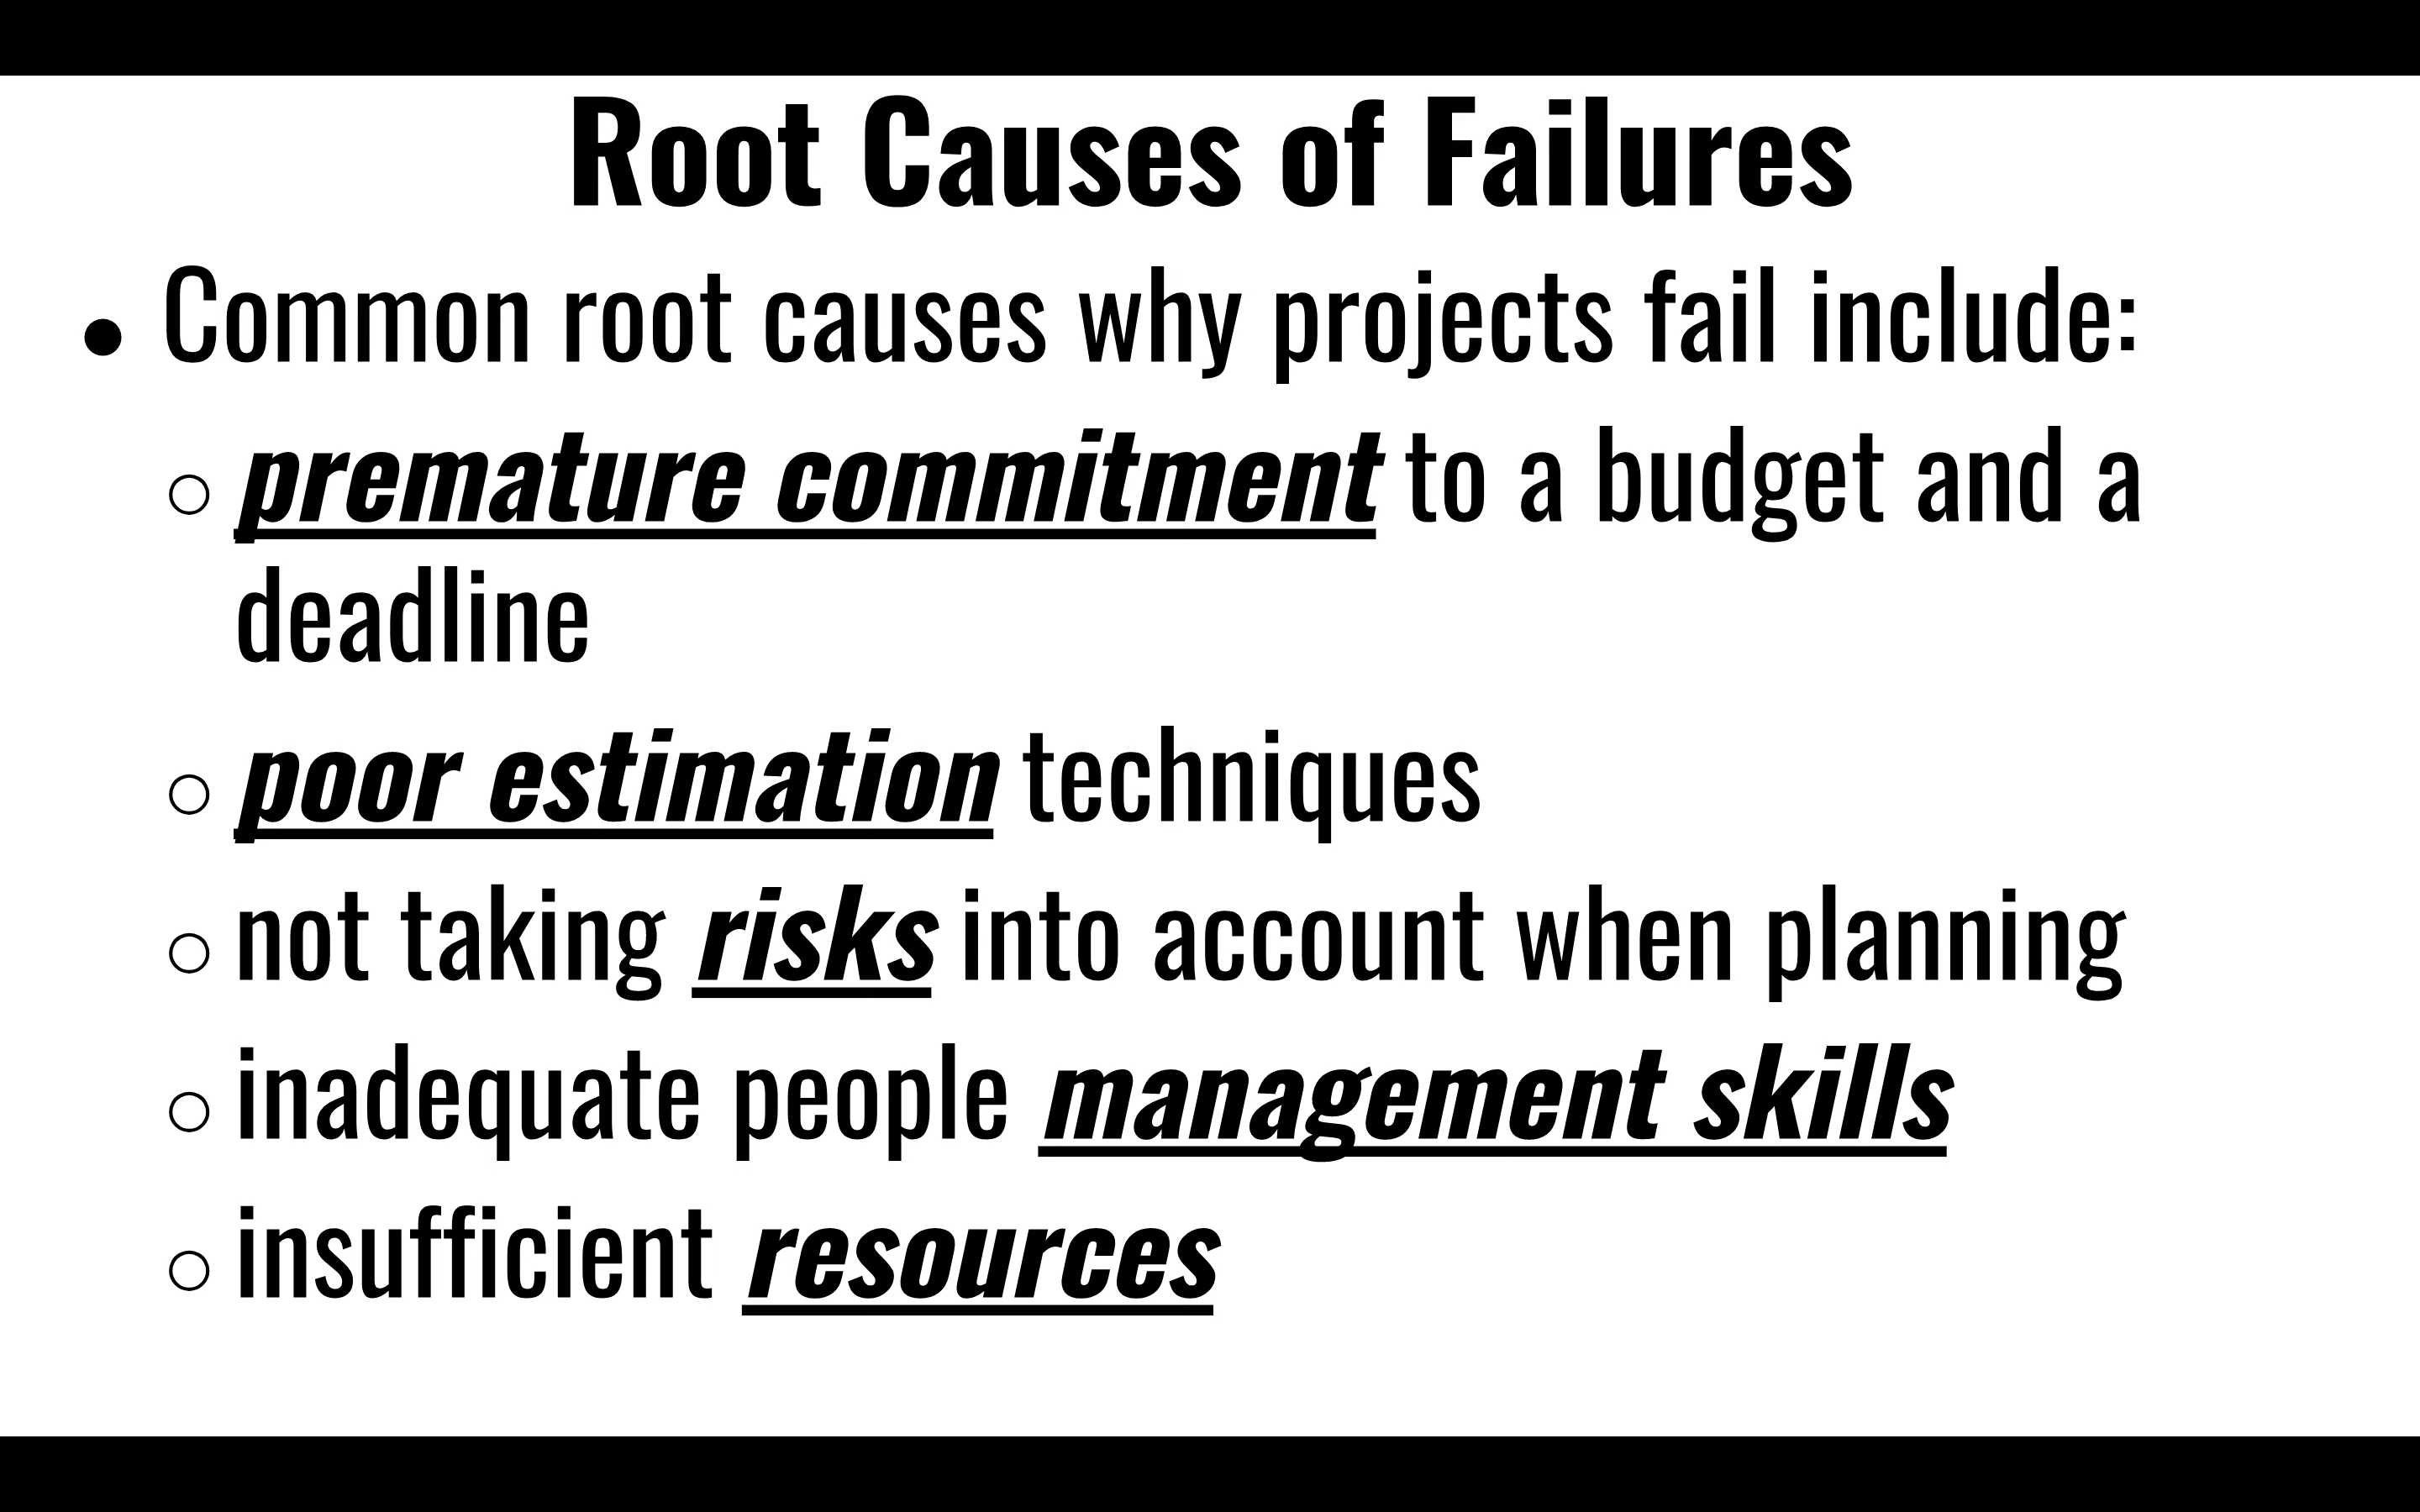 Root Causes of Failures
• Common root causes why projects fail include:
○ premature commitment to a budget and a
deadline
○ poor estimation techniques
○ not taking risks into account when planning
○ inadequate people management skills
○ insufficient resources